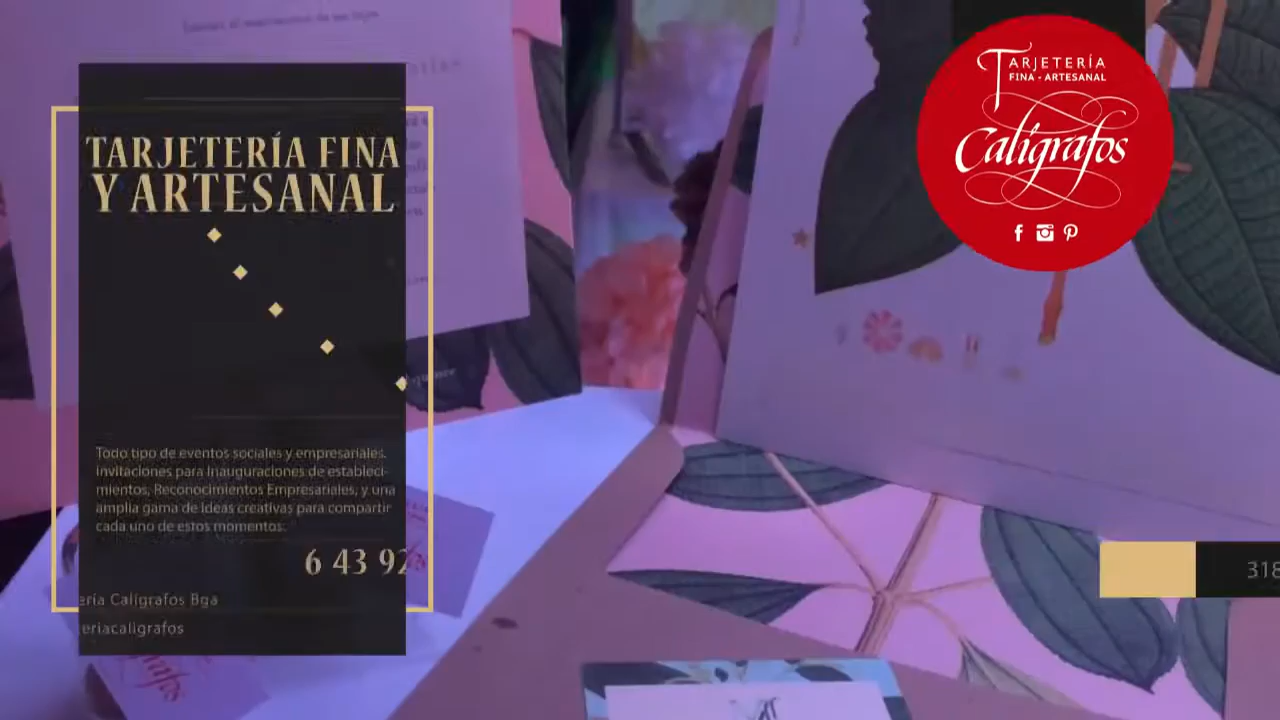 TARJETERÍA FINA
Y ARTESANAL
Todo tipo de eventos sociales y empresariales.
Invitaciones para Inauguraciones de estableci-
mientos, Reconocimientos Empresariales, y una
amplia gama de ideas creativas para compartir
cada uno de estos momentos.
6 43 92
ería Calígrafos Bga
eriacaligrafos
TARJETERÍA
FINA - ARTESANAL
Calígrafos
318